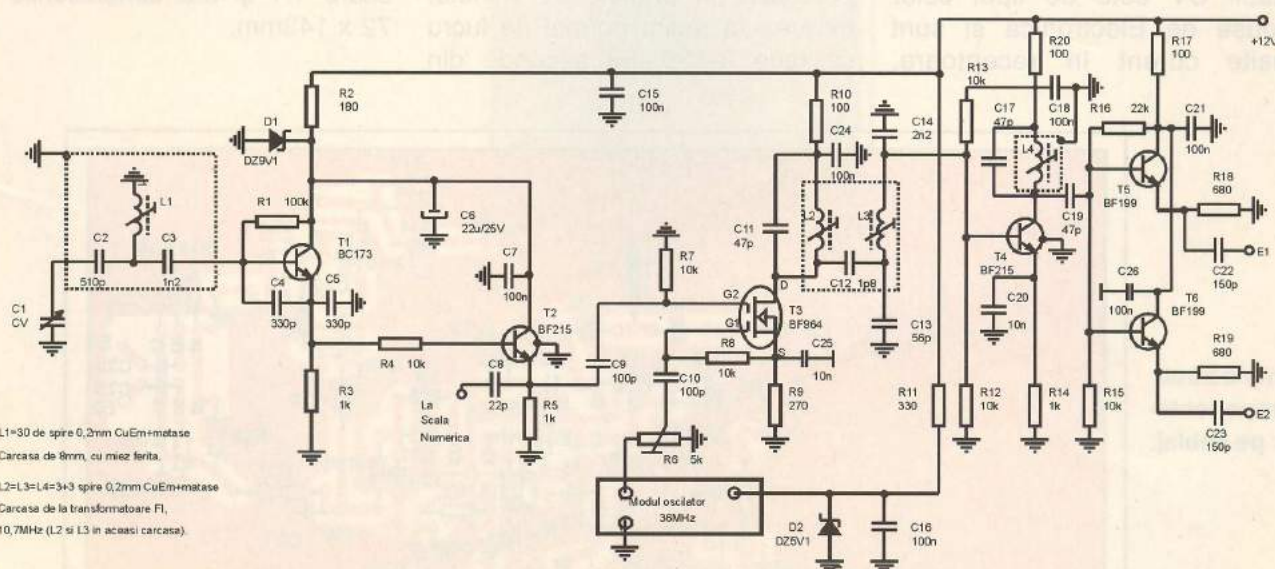 +12V
R20
100
R17
100
R2
180
C15
100n
R10
100
R13
10k
C17
47p
C18
100n
R16
22k
C21
100n
D1
DZ9V1
C24
100n
C14
2n2
L4
T5
BF199
R18
680
L1
R1
100k
C2
510p
C3
1n2
T1
BC173
C6
22u/25V
C7
100n
R7
10k
C11
47p
L2
L3
C12
1p8
C19
47p
T4
BF215
C22
150p
E1
C1
CV
C4
330p
C5
330p
R4
10k
T2
BF215
G2
G1
D
S
T3
BF964
C13
56p
C20
10n
C26
100n
T6
BF199
R19
680
R3
1k
C8
22p
La
Scala
Numerica
R5
1k
C9
100p
C10
100p
R8
10k
C25
10n
R9
270
R11
330
R12
10k
R14
1k
R15
10k
E2
C23
150p
R6
5k
L1=30 de spire 0,2mm CuEm+matase
Carcasa de 8mm, cu miez ferita.
L2=L3=L4=3+3 spire 0,2mm CuEm+matase
Carcasa de la transformatoare FI,
10,7MHz (L2 si L3 in aceasi carcasa).
Modul oscilator
36MHz
D2
DZ5V1
C16
100n